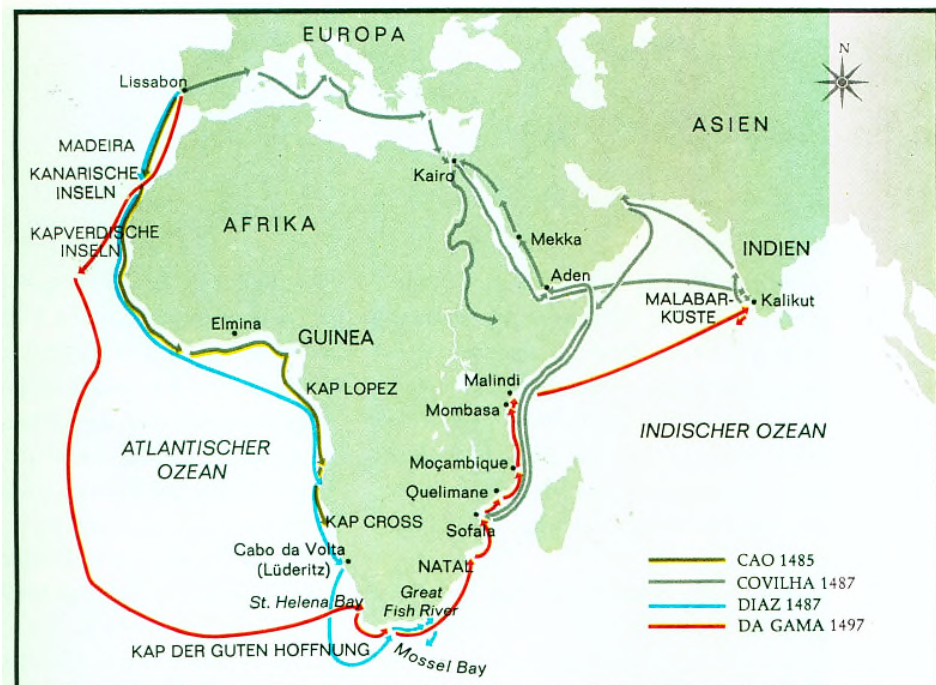 EUROPA
N
Lissabon
ASIEN
MADEIRA
KANARISCHE
INSELN
Kairo
AFRIKA
KAPVERDISCHE
INSELN
Mekka
INDIEN
Aden
MALABAR-
KÜSTE
Kalikut
Elmina
GUINEA
KAP LOPEZ
Malindi
Mombasa
ATLANTISCHER
OZEAN
INDISCHER OZEAN
Moçambique
Quelimane
KAP CROSS
Sofala
Cabo da Volta
(Lüderitz)
NATAL
St. Helena Bay
Great
Fish River
KAP DER GUTEN HOFFNUNG
Mossel Bay
CAO 1485
COVILHA 1487
DIAZ 1487
DA GAMA 1497